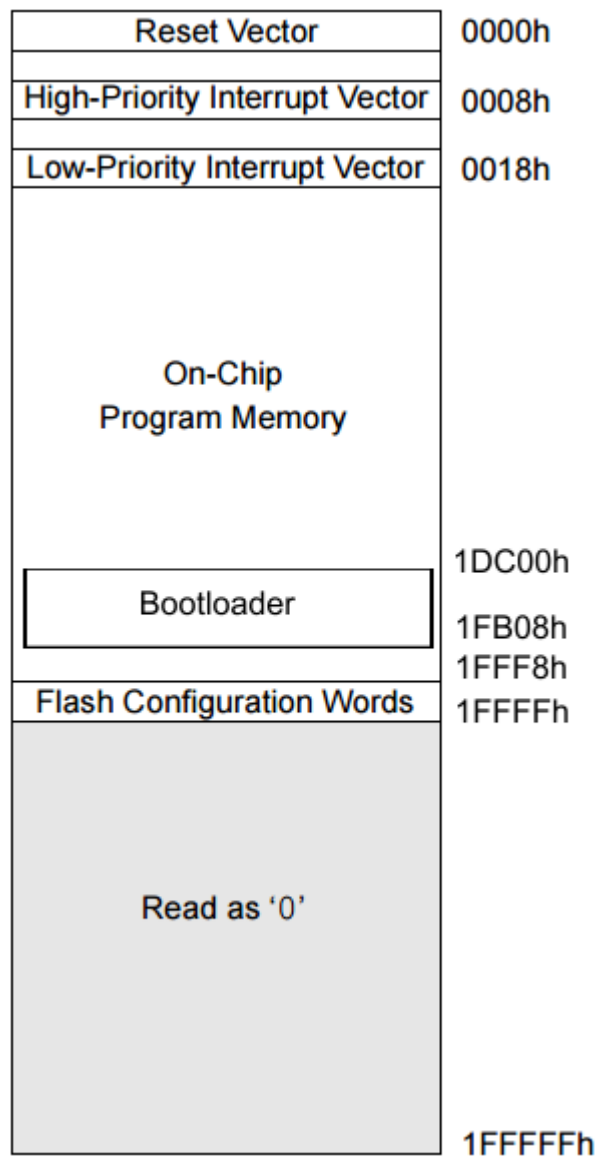 Reset Vector 0000h
High-Priority Interrupt Vector 0008h
Low-Priority Interrupt Vector 0018h
On-Chip
Program Memory
1DC00h
Bootloader
1FB08h
1FFF8h
Flash Configuration Words
1FFFFh
Read as ‘0’
1FFFFFh